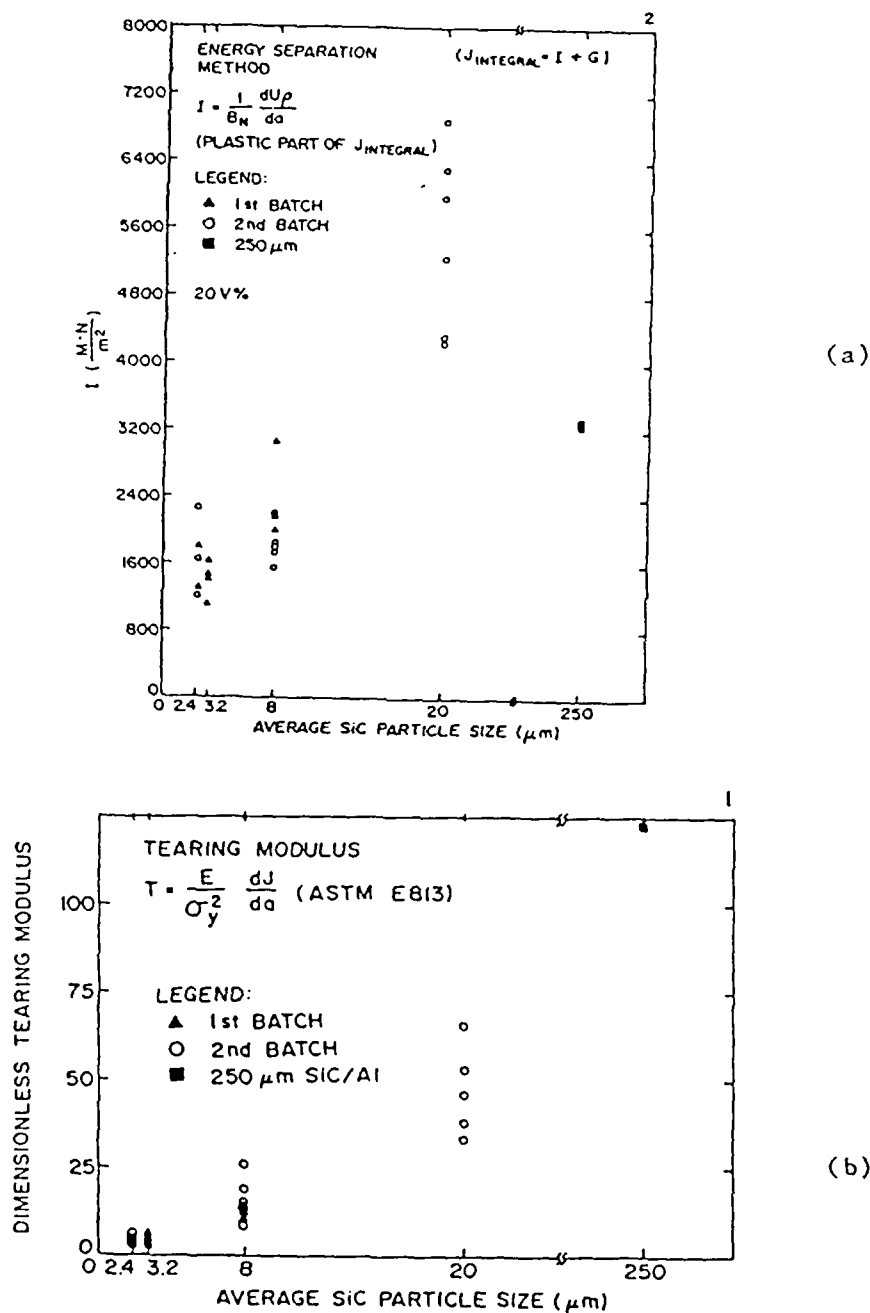 2
8000
7200
6400
5600
4800
4000
3200
2400
1600
800
0
I (M·N/m²)
ENERGY SEPARATION
METHOD
(J_INTEGRAL = I + G)
I = 1/B_N dUρ/da
(PLASTIC PART OF J_INTEGRAL)
LEGEND:
▲ 1st BATCH
○ 2nd BATCH
■ 250 μm
20 V%
0 2.4 3.2 8 20 250
AVERAGE SiC PARTICLE SIZE (μm)
(a)
1
DIMENSIONLESS TEARING MODULUS
100
75
50
25
0
TEARING MODULUS
T = E/σ_y² dJ/da (ASTM E813)
LEGEND:
▲ 1st BATCH
○ 2nd BATCH
■ 250 μm SiC/Al
0 2.4 3.2 8 20 250
AVERAGE SiC PARTICLE SIZE (μm)
(b)